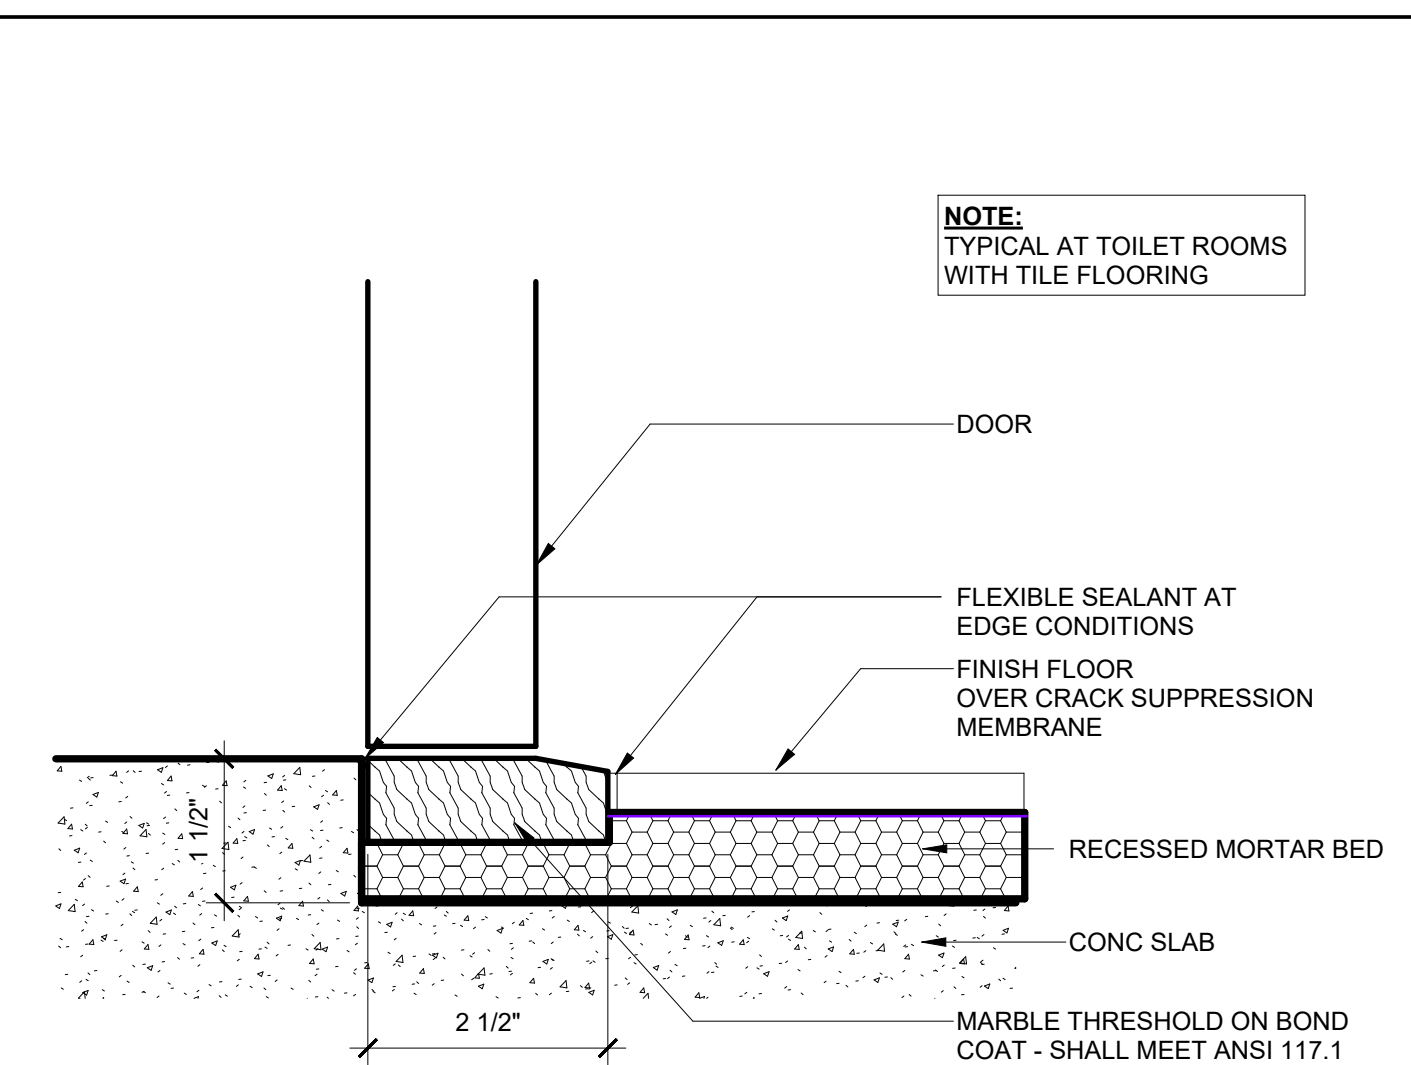 NOTE:
TYPICAL AT TOILET ROOMS
WITH TILE FLOORING
DOOR
FLEXIBLE SEALANT AT
EDGE CONDITIONS
FINISH FLOOR
OVER CRACK SUPPRESSION
MEMBRANE
1 1/2"
RECESSED MORTAR BED
CONC SLAB
2 1/2"
MARBLE THRESHOLD ON BOND
COAT - SHALL MEET ANSI 117.1